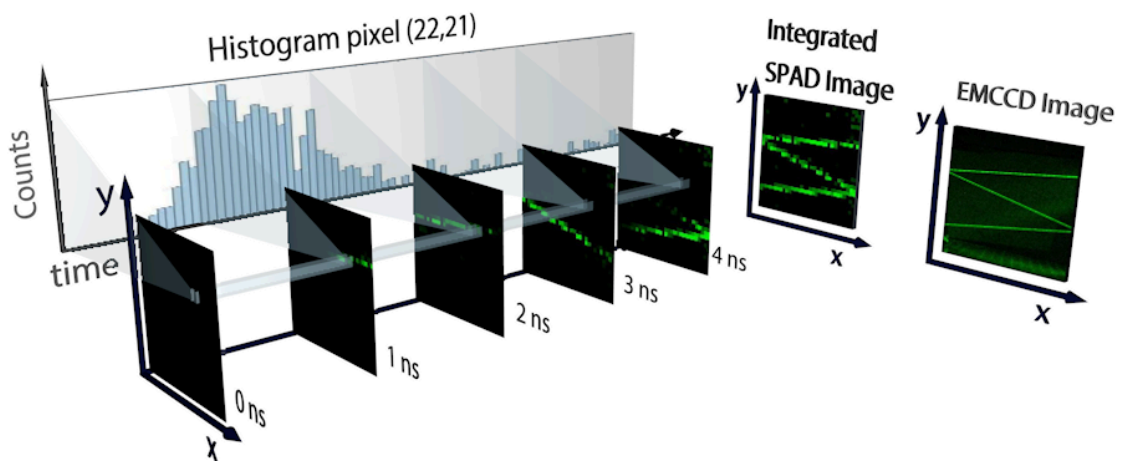 Histogram pixel (22,21)
Counts
time
y
x
0 ns
1 ns
2 ns
3 ns
4 ns
Integrated
SPAD Image
y
x
EMCCD Image
y
x